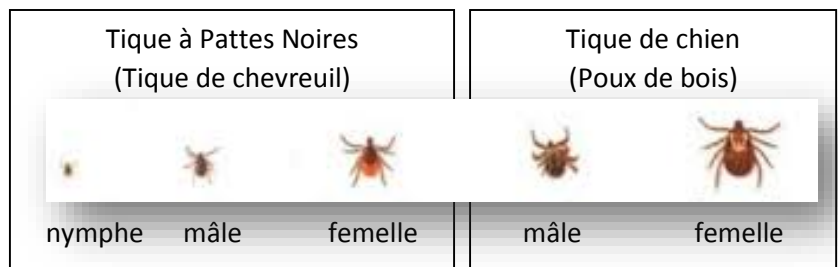 Tique à Pattes Noires
(Tique de chevreuil)
nymphe mâle femelle
Tique de chien
(Poux de bois)
mâle femelle